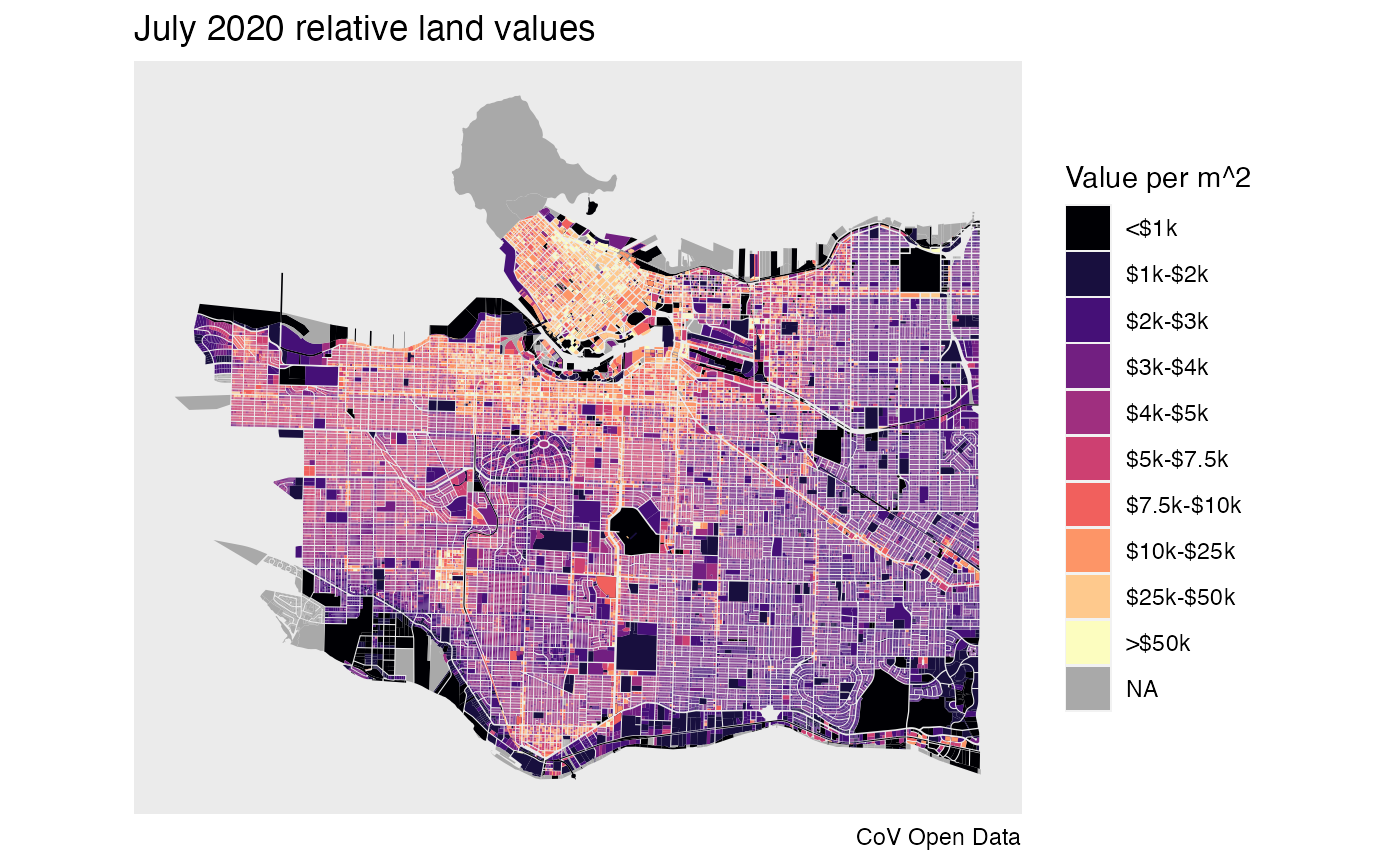 July 2020 relative land values
Value per m^2
<$1k
$1k-$2k
$2k-$3k
$3k-$4k
$4k-$5k
$5k-$7.5k
$7.5k-$10k
$10k-$25k
$25k-$50k
>$50k
NA
CoV Open Data